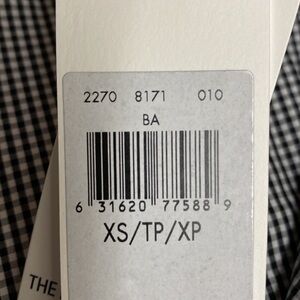 2270 8171 010
BA
6 31620 77588 9
XS/TP/XP
THE